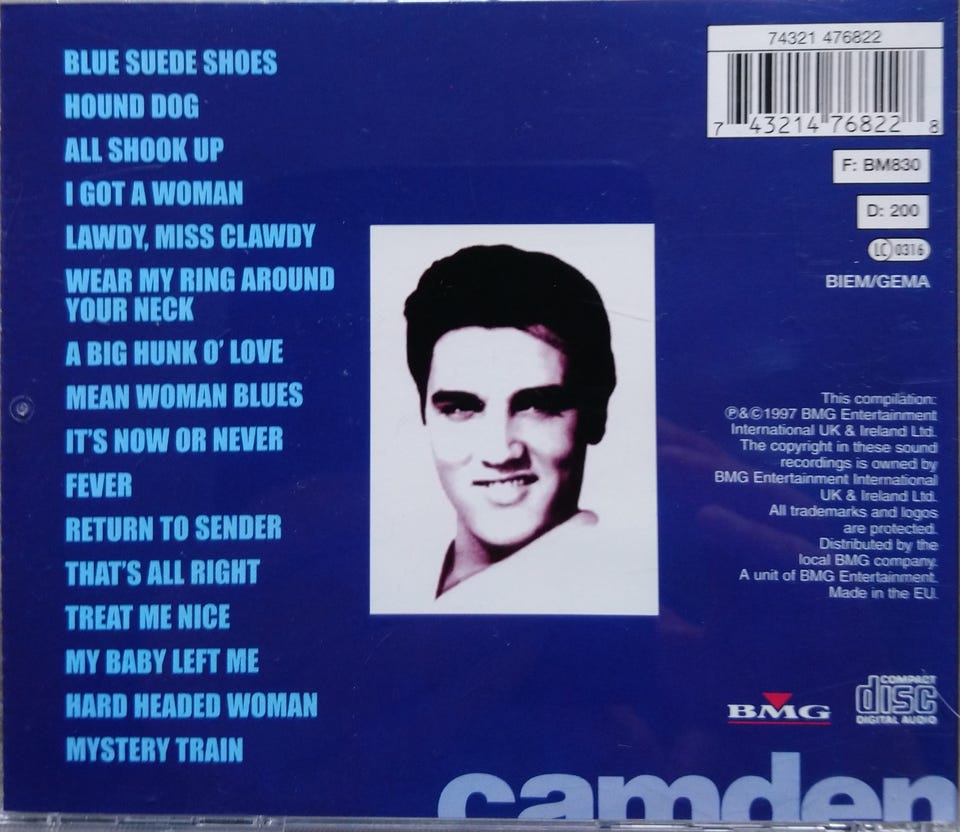 BLUE SUEDE SHOES
HOUND DOG
ALL SHOOK UP
I GOT A WOMAN
LAWDY, MISS CLAWDY
WEAR MY RING AROUND
YOUR NECK
A BIG HUNK O' LOVE
MEAN WOMAN BLUES
IT'S NOW OR NEVER
FEVER
RETURN TO SENDER
THAT'S ALL RIGHT
TREAT ME NICE
MY BABY LEFT ME
HARD HEADED WOMAN
MYSTERY TRAIN
74321 476822
7 43214 76822 8
F: BM830
D: 200
LC 0316
BIEM/GEMA
This compilation:
℗&©1997 BMG Entertainment
International UK & Ireland Ltd.
The copyright in these sound
recordings is owned by
BMG Entertainment International
UK & Ireland Ltd.
All trademarks and logos
are protected.
Distributed by the
local BMG company.
A unit of BMG Entertainment.
Made in the EU.
BMG
COMPACT
disc
DIGITAL AUDIO
camden